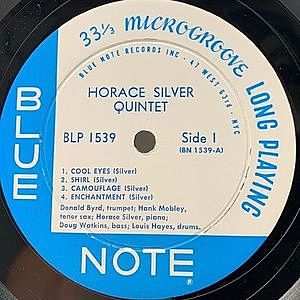 33⅓ MICROGROOVE LONG PLAYING
BLUE NOTE RECORDS INC · 47 WEST 63rd · NYC
HORACE SILVER
QUINTET
BLP 1539
Side 1
(BN 1539-A)
1. COOL EYES (Silver)
2. SHIRL (Silver)
3. CAMOUFLAGE (Silver)
4. ENCHANTMENT (Silver)
Donald Byrd, trumpet; Hank Mobley,
tenor sax; Horace Silver, piano;
Doug Watkins, bass; Louis Hayes, drums.
BLUE
NOTE ®